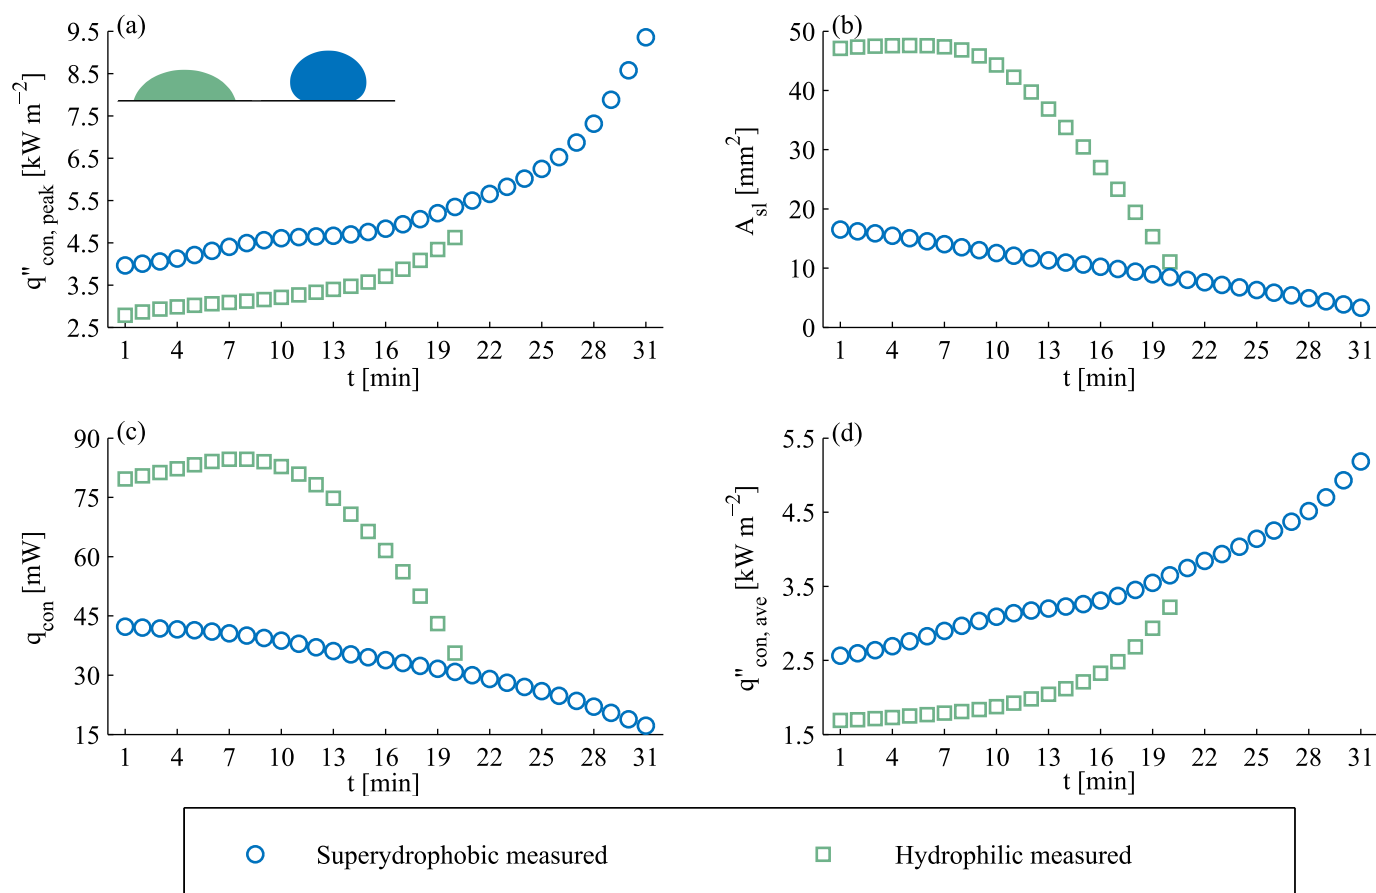 (a)
9.5
8.5
7.5
6.5
5.5
4.5
3.5
2.5
q"con, peak [kW m−2]
1 4 7 10 13 16 19 22 25 28 31
t [min]
(b)
50
40
30
20
10
0
Asl [mm2]
1 4 7 10 13 16 19 22 25 28 31
t [min]
(c)
90
75
60
45
30
15
qcon [mW]
1 4 7 10 13 16 19 22 25 28 31
t [min]
(d)
5.5
4.5
3.5
2.5
1.5
q"con, ave [kW m−2]
1 4 7 10 13 16 19 22 25 28 31
t [min]
Superydrophobic measured
Hydrophilic measured